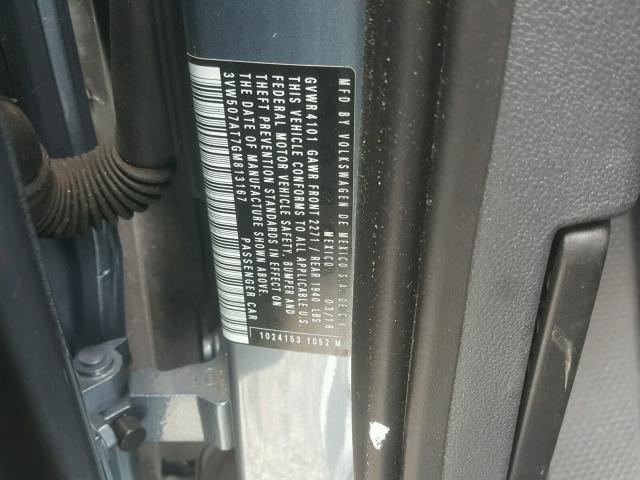 MFD BY VOLKSWAGEN DE MEXICO S.A. DE C.V.
MEXICO 03/16
GVWR 4101 GAWR FRONT 2271 / REAR 1940 LBS
THIS VEHICLE CONFORMS TO ALL APPLICABLE U.S.
FEDERAL MOTOR VEHICLE SAFETY, BUMPER AND
THEFT PREVENTION STANDARDS IN EFFECT ON
THE DATE OF MANUFACTURE SHOWN ABOVE.
3VW507AT7GM813167 PASSENGER CAR
1024153 1052 M